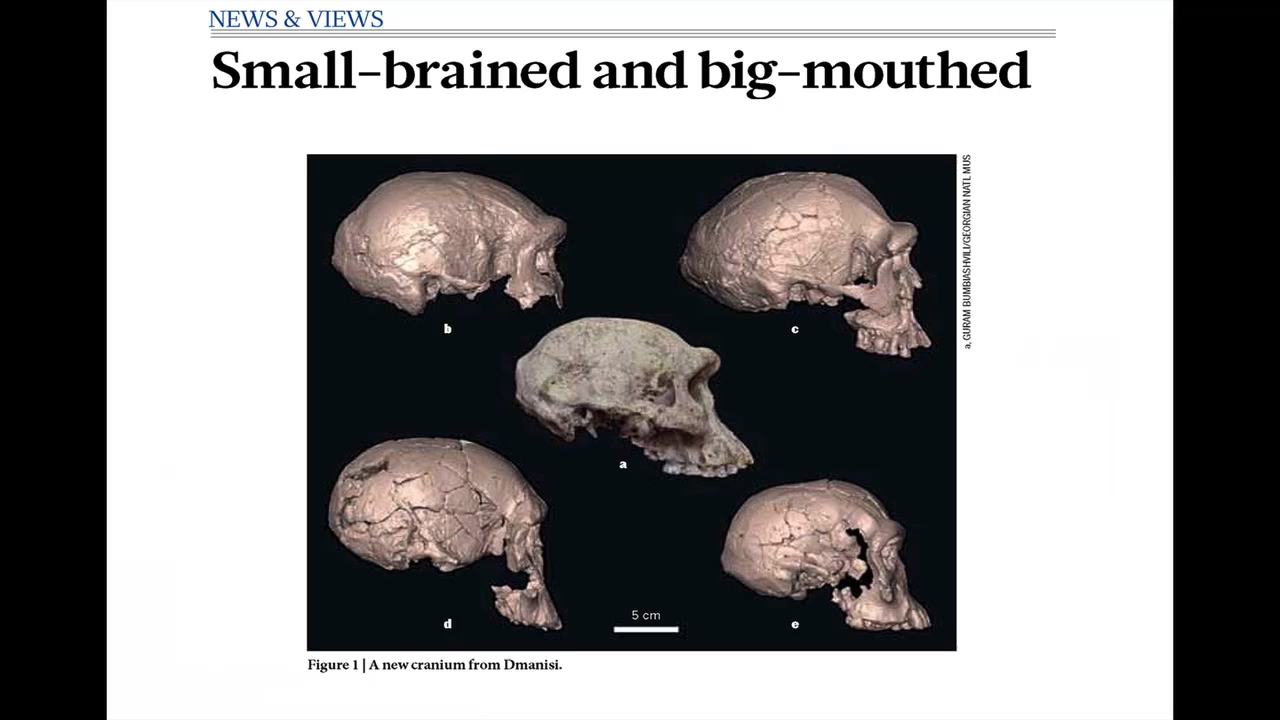 NEWS & VIEWS
Small-brained and big-mouthed
a, GURAM BUMBIASHVILI/GEORGIAN NATL MUS
b
c
a
d
5 cm
e
Figure 1 | A new cranium from Dmanisi.